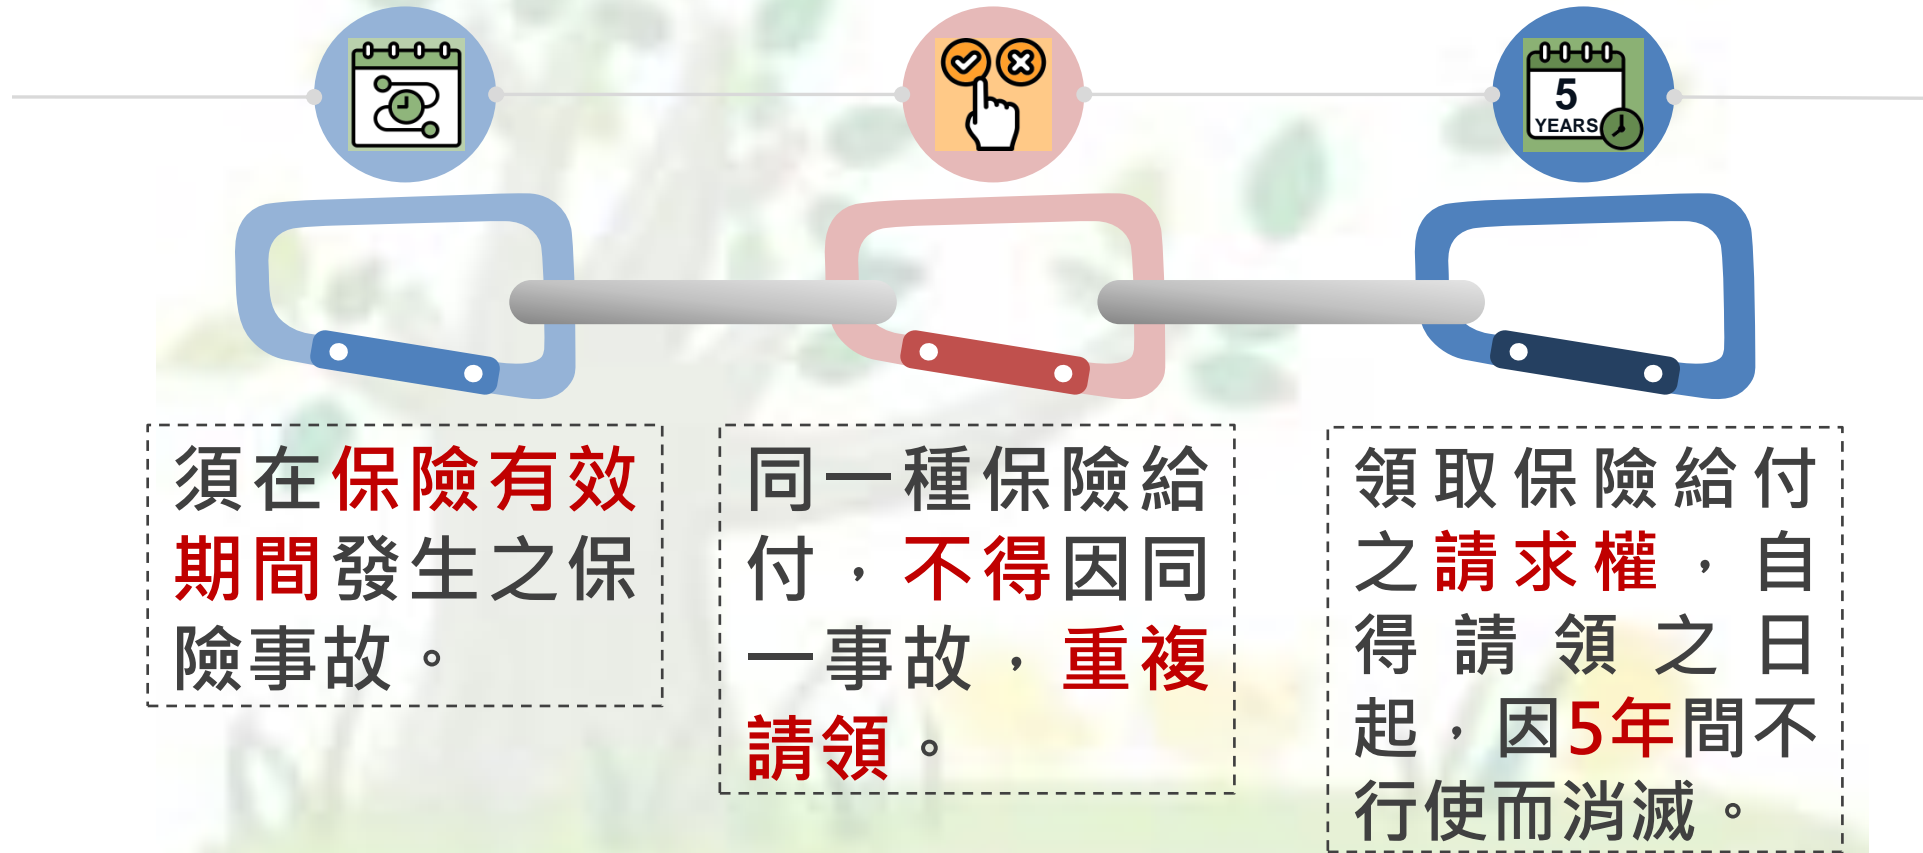 5
YEARS
須在保險有效
期間發生之保
險事故。
同一種保險給
付，不得因同
一事故，重複
請領。
領取保險給付
之請求權，自
得請領之日
起，因5年間不
行使而消滅。